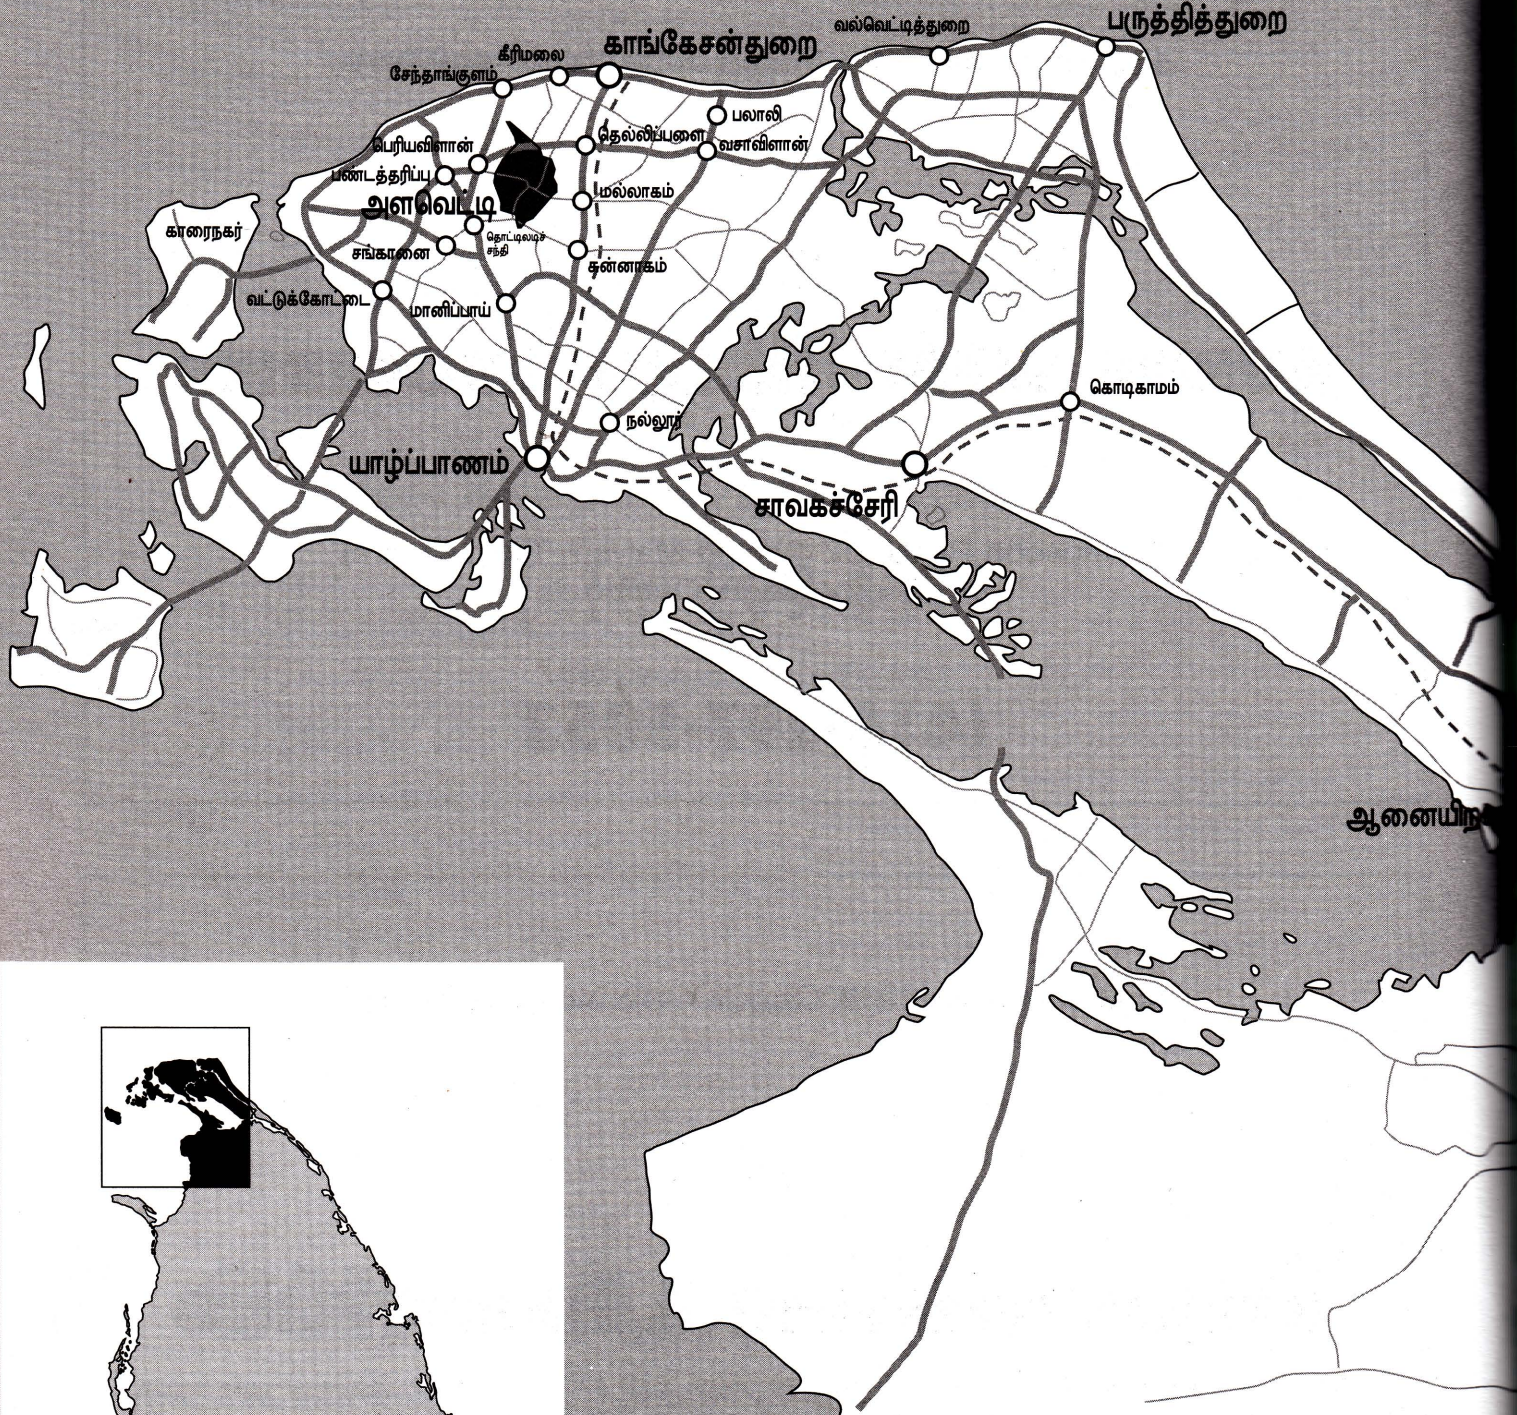 பருத்தித்துறை
வல்வெட்டித்துறை
காங்கேசன்துறை
கீரிமலை
சேந்தாங்குளம்
பலாலி
தெல்லிப்பளை
வசாவிளான்
பெரியவிளான்
பண்டத்தரிப்பு
மல்லாகம்
அளவெட்டி
காரைநகர்
தொட்டிலடிச்
சந்தி
சங்கானை
சுன்னாகம்
வட்டுக்கோட்டை
மானிப்பாய்
கொடிகாமம்
நல்லூர்
யாழ்ப்பாணம்
சாவகச்சேரி